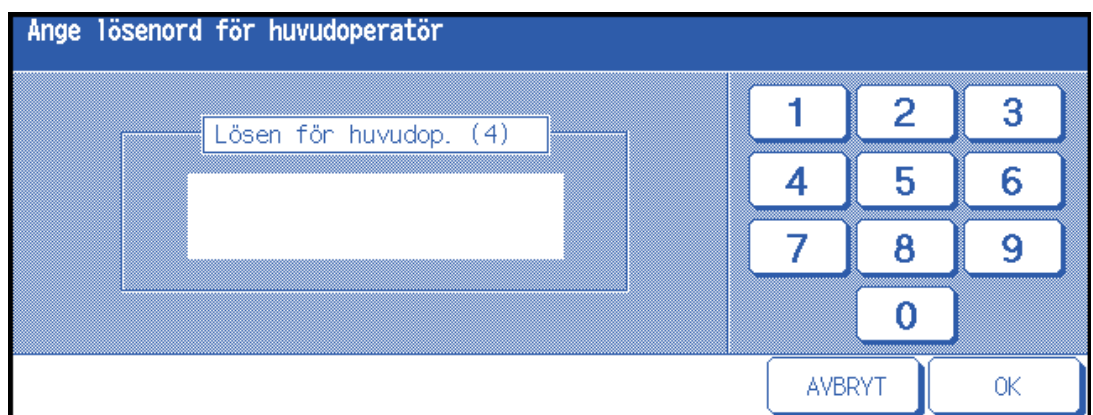 Ange lösenord för huvudoperatör
Lösen för huvudop. (4)
1 2 3
4 5 6
7 8 9
0
AVBRYT OK